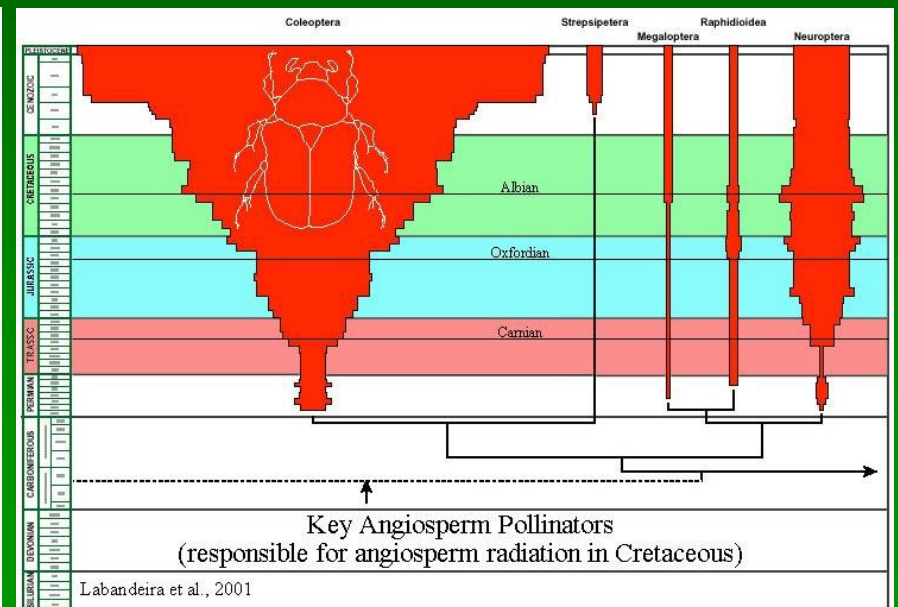 Coleoptera
Strepsipetera
Raphidioidea
Megaloptera
Neuroptera
PLEISTOCENE
CENOZOIC
CRETACEOUS
Albian
JURASSIC
Oxfordian
TRASSC
Carnian
PERMIAN
CARBONIFEROUS
DEVONIAN
Key Angiosperm Pollinators
(responsible for angiosperm radiation in Cretaceous)
SILURIAN
Labandeira et al., 2001